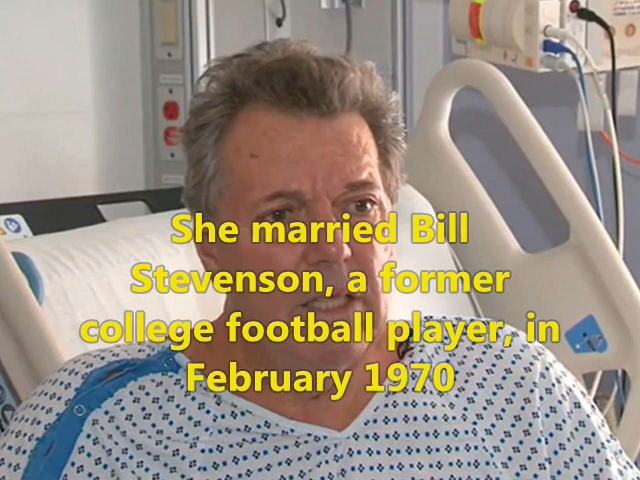 She married Bill
Stevenson, a former
college football player, in
February 1970